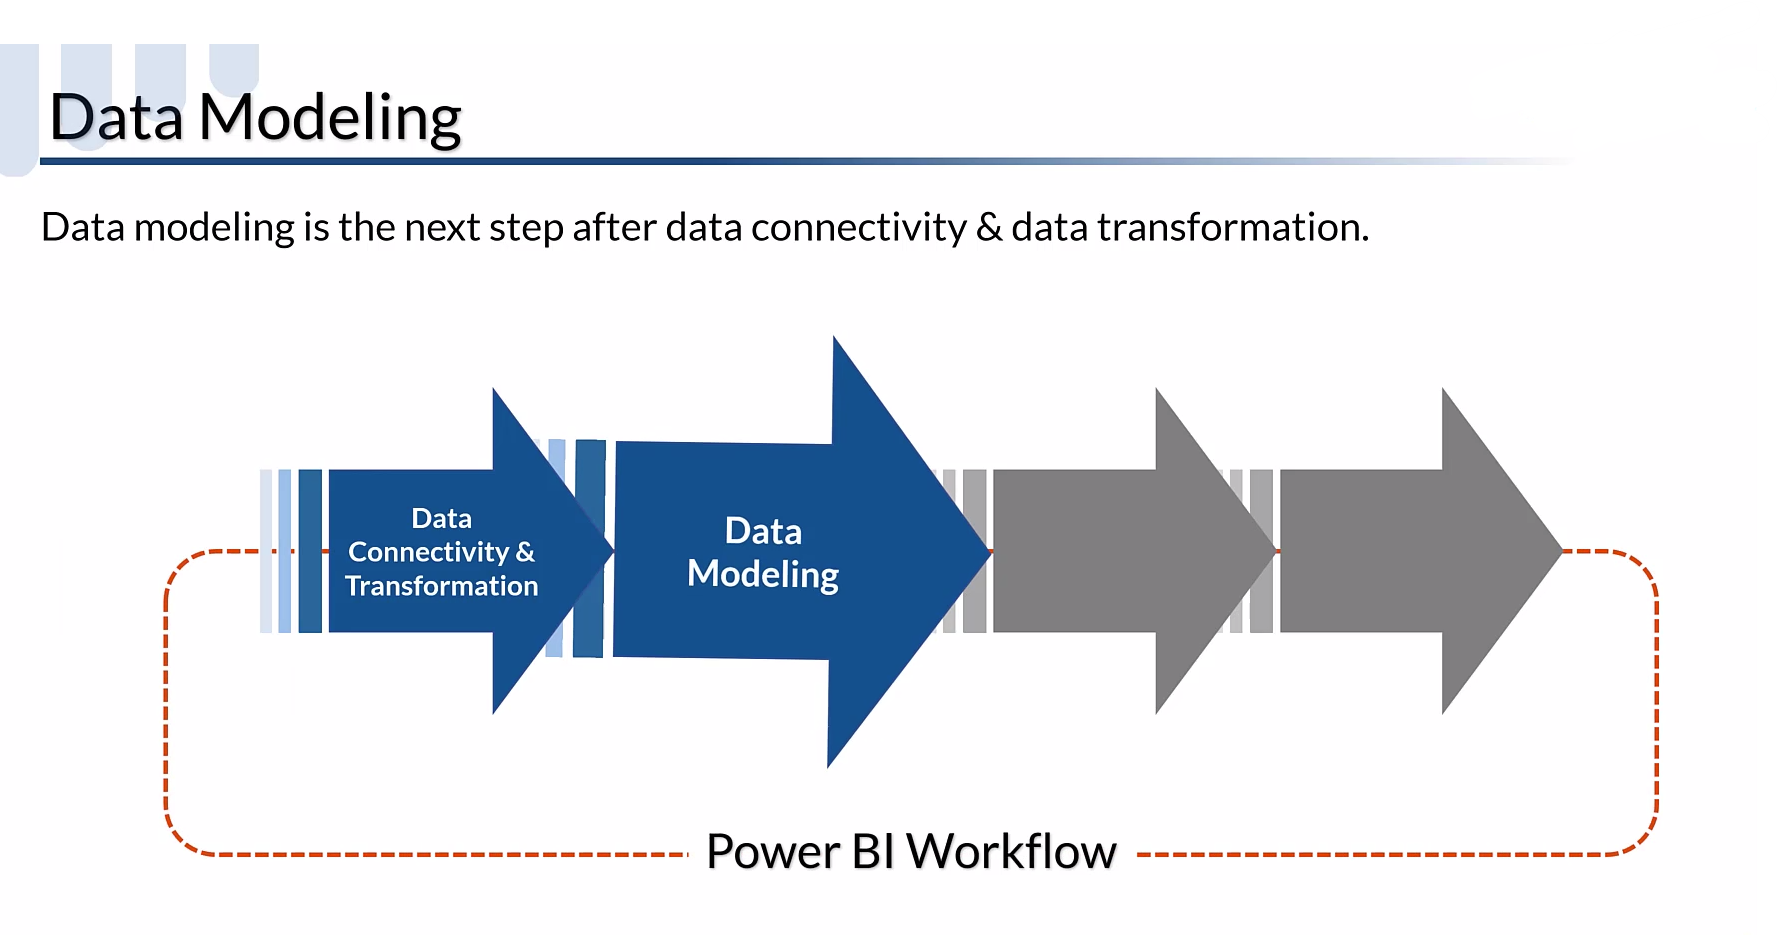 Data Modeling
Data modeling is the next step after data connectivity & data transformation.
Data
Connectivity &
Transformation
Data
Modeling
Power BI Workflow